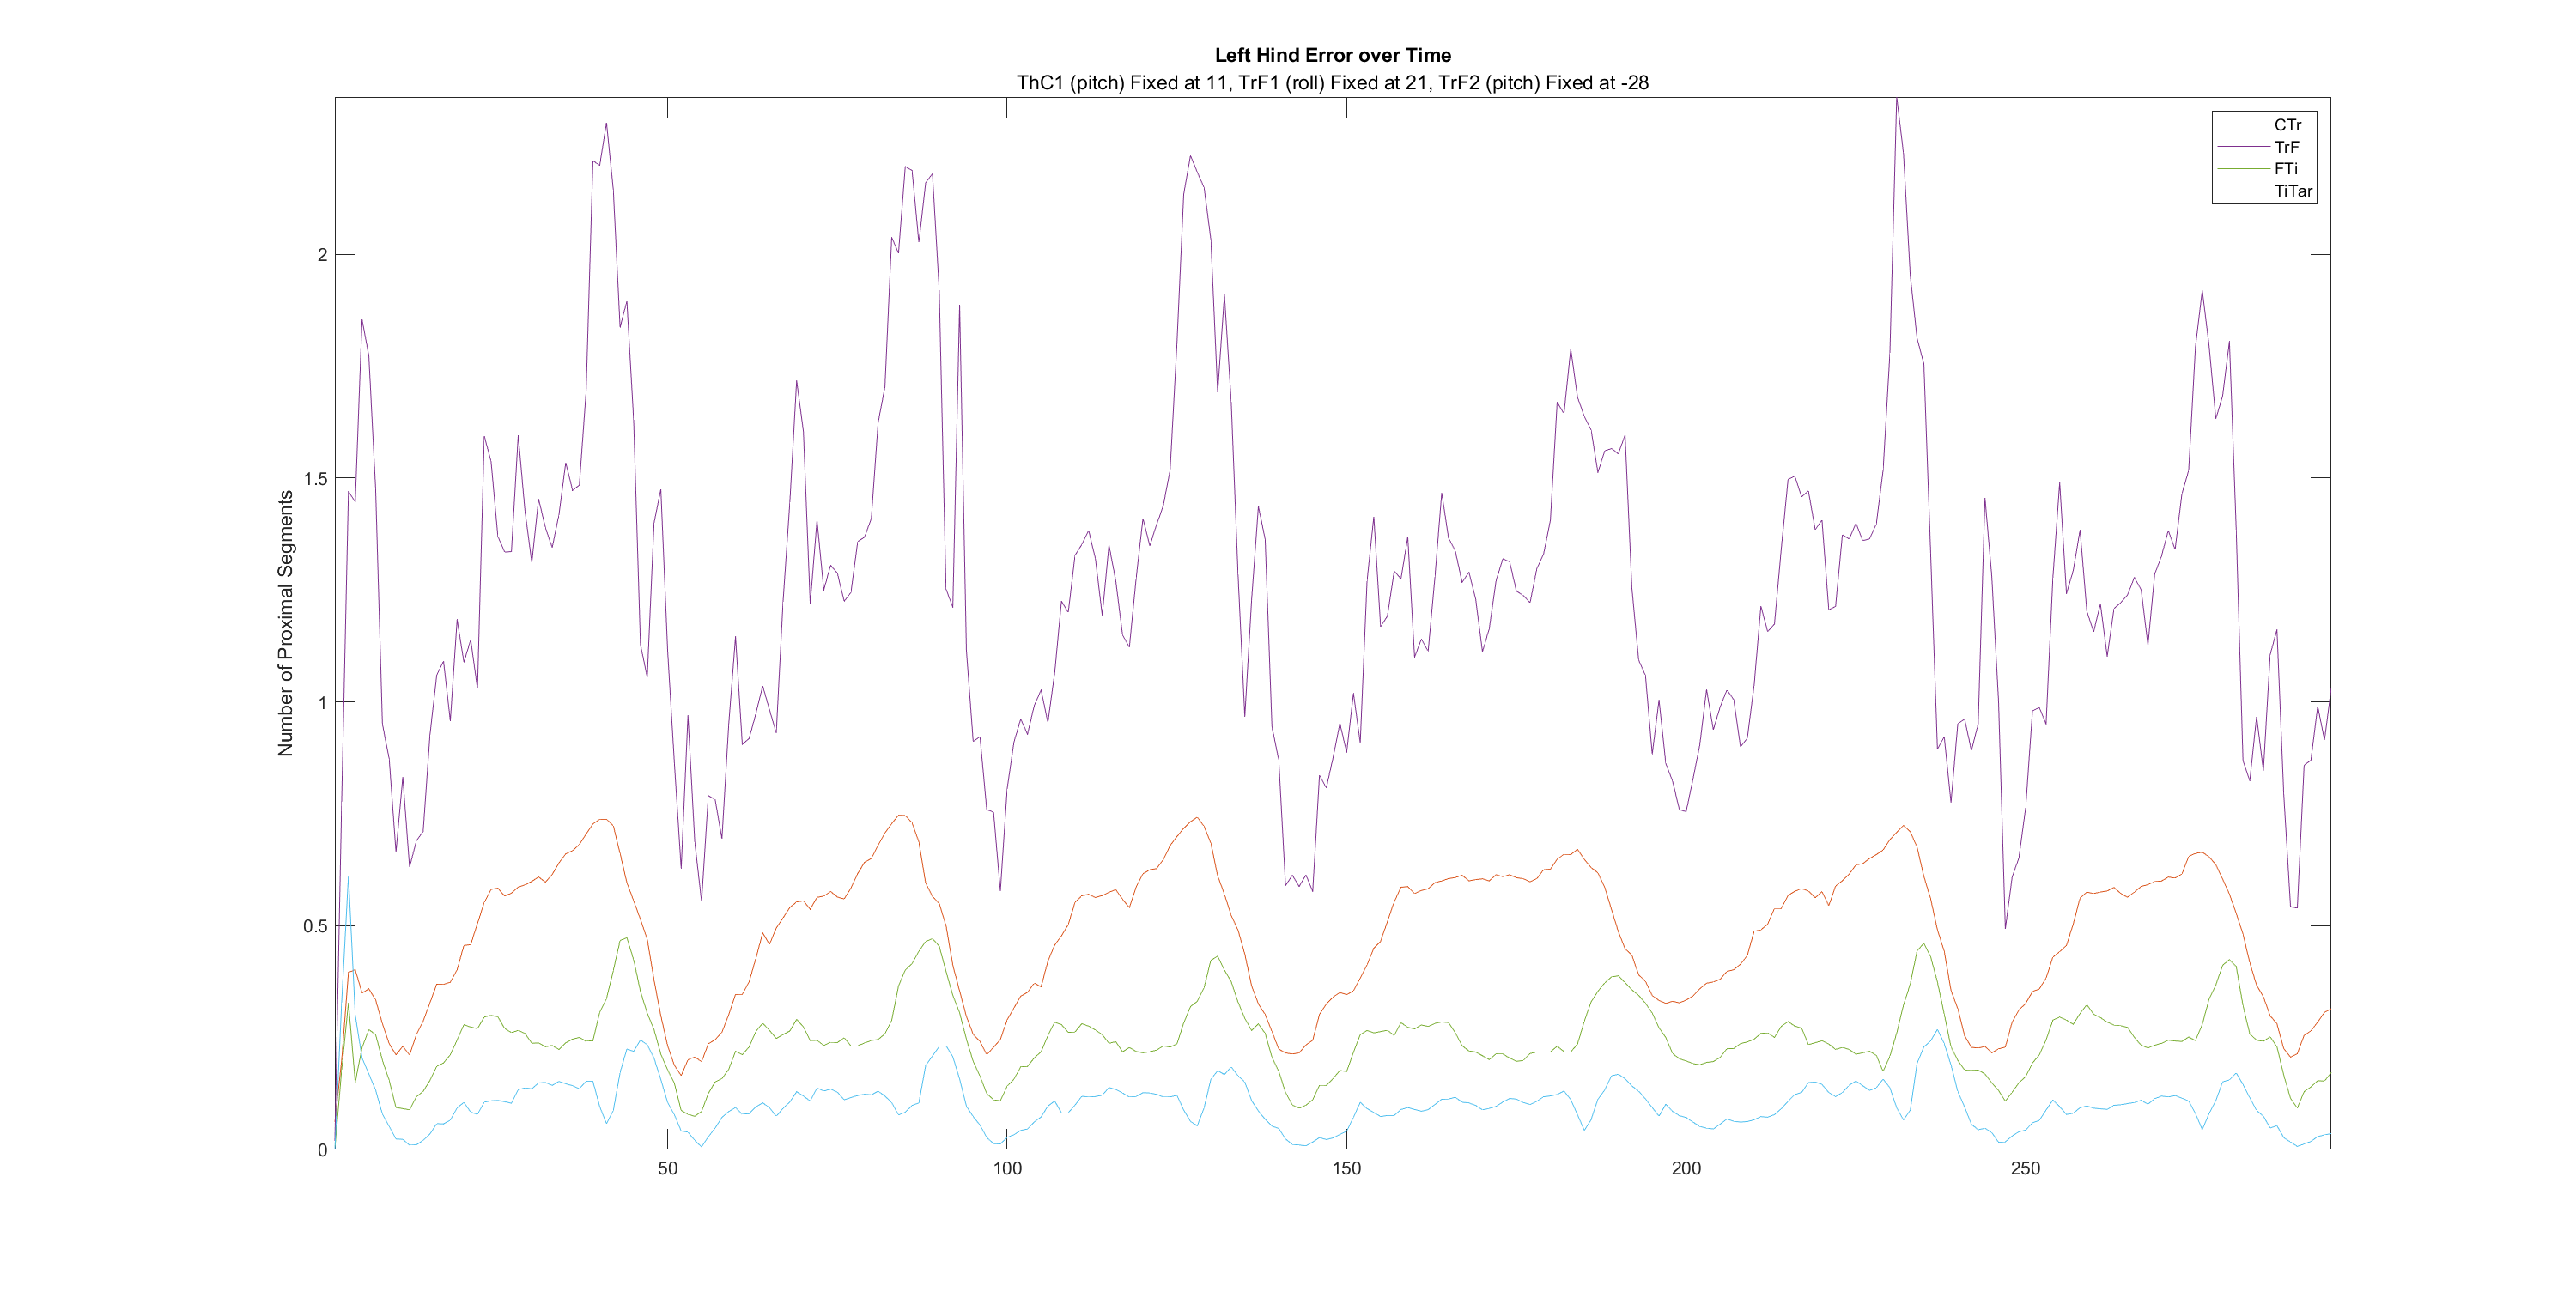 Left Hind Error over Time
ThC1 (pitch) Fixed at 11, TrF1 (roll) Fixed at 21, TrF2 (pitch) Fixed at -28
CTr
TrF
FTi
TiTar
Number of Proximal Segments
2
1.5
1
0.5
0
50
100
150
200
250